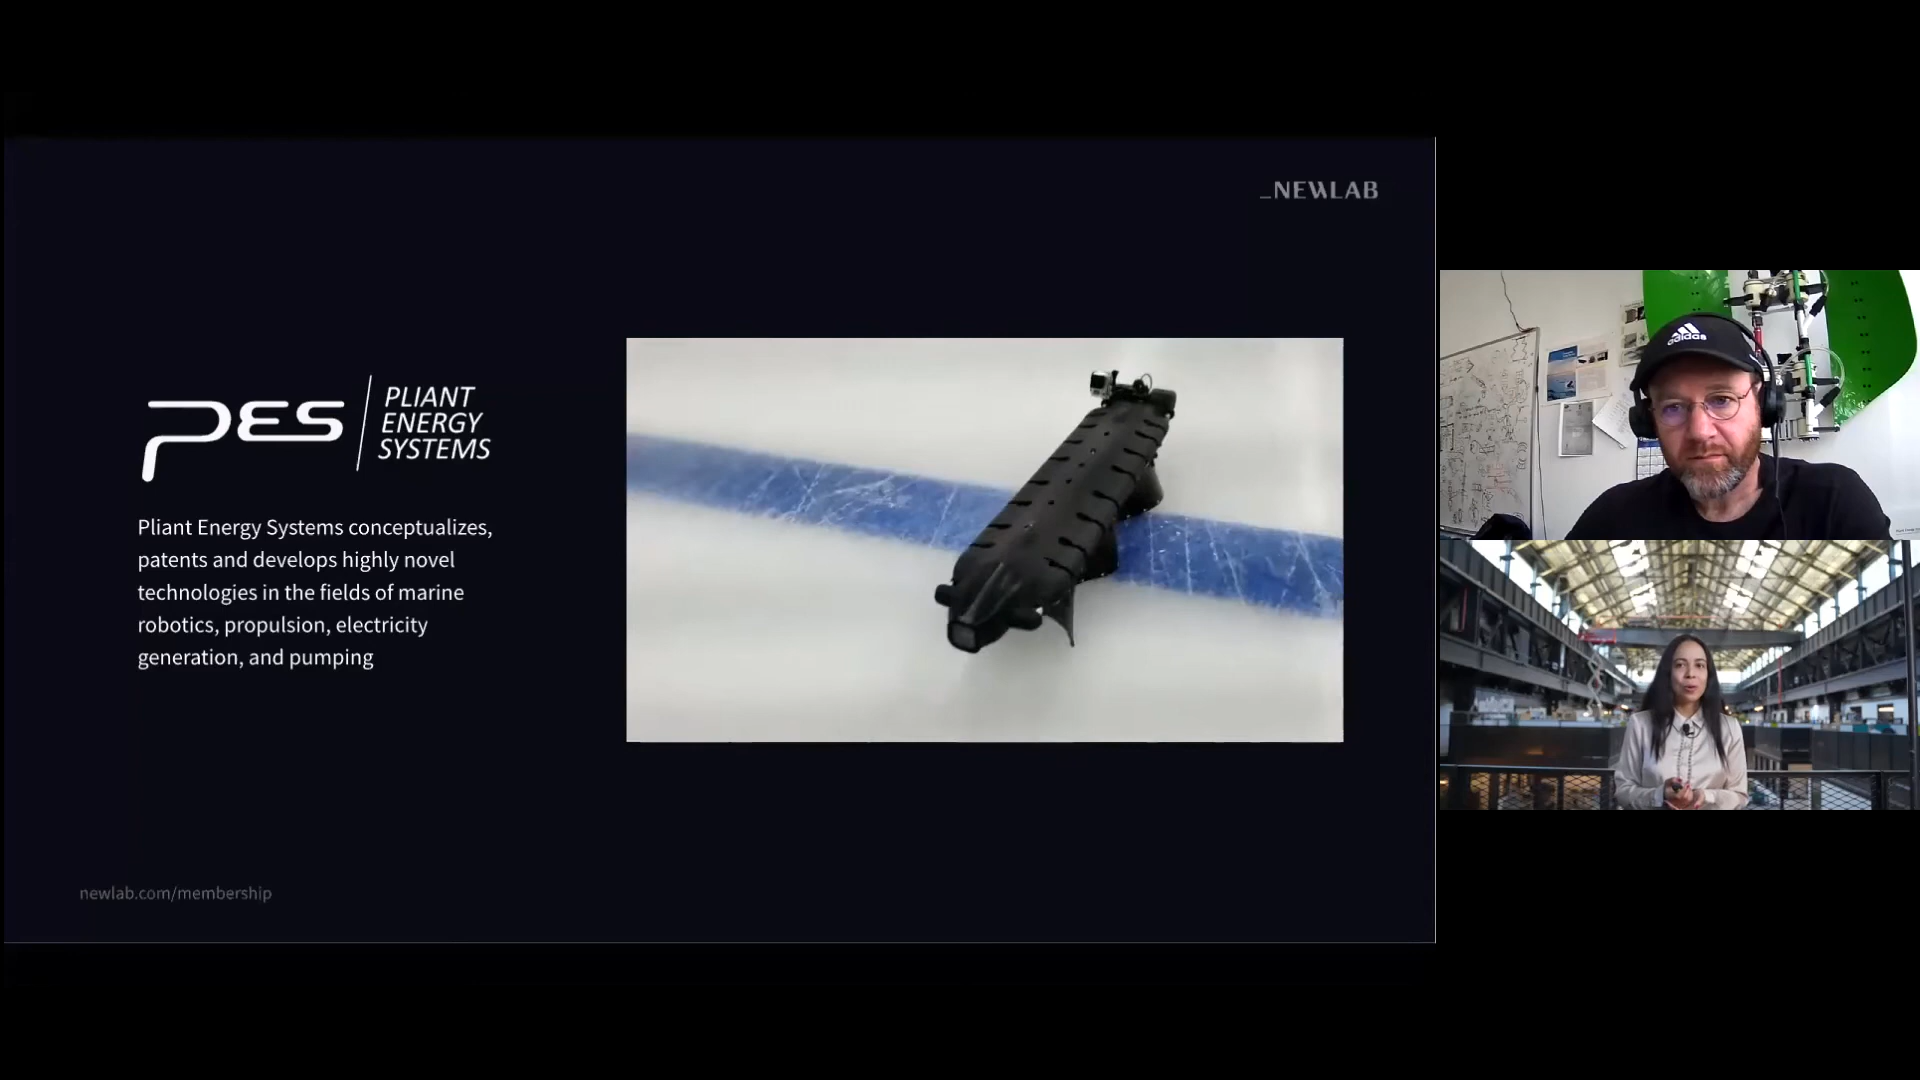 _NEWLAB
PES
PLIANT
ENERGY
SYSTEMS
Pliant Energy Systems conceptualizes,
patents and develops highly novel
technologies in the fields of marine
robotics, propulsion, electricity
generation, and pumping
newlab.com/membership
adidas